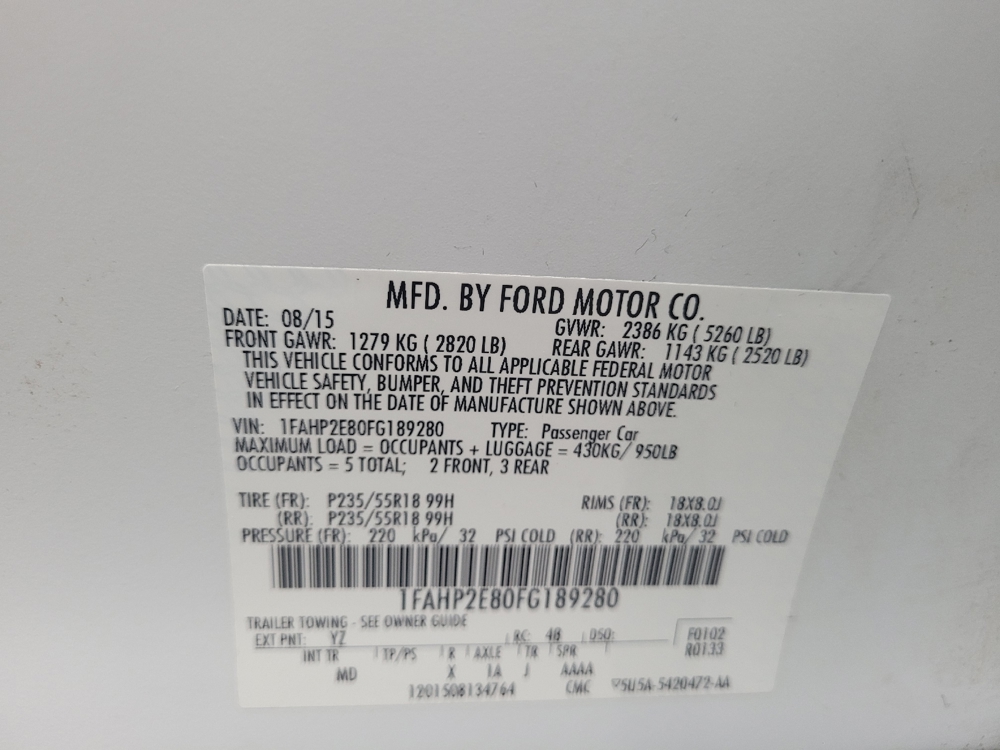 MFD. BY FORD MOTOR CO.
DATE: 08/15 GVWR: 2386 KG ( 5260 LB)
FRONT GAWR: 1279 KG ( 2820 LB) REAR GAWR: 1143 KG ( 2520 LB)
THIS VEHICLE CONFORMS TO ALL APPLICABLE FEDERAL MOTOR
VEHICLE SAFETY, BUMPER, AND THEFT PREVENTION STANDARDS
IN EFFECT ON THE DATE OF MANUFACTURE SHOWN ABOVE.
VIN: 1FAHP2E80FG189280 TYPE: Passenger Car
MAXIMUM LOAD = OCCUPANTS + LUGGAGE = 430KG/ 950LB
OCCUPANTS = 5 TOTAL; 2 FRONT, 3 REAR
TIRE (FR): P235/55R18 99H RIMS (FR): 18X8.0J
(RR): P235/55R18 99H (RR): 18X8.0J
PRESSURE (FR): 220 kPa/ 32 PSI COLD (RR): 220 kPa/ 32 PSI COLD
1FAHP2E80FG189280
TRAILER TOWING - SEE OWNER GUIDE
EXT PNT: YZ RC: 48 DSO: F0102
R0133
INT TR TP/PS R AXLE TR SPR
MD X 1A J AAAA
1201508134764 CMC 5U5A-5420472-AA